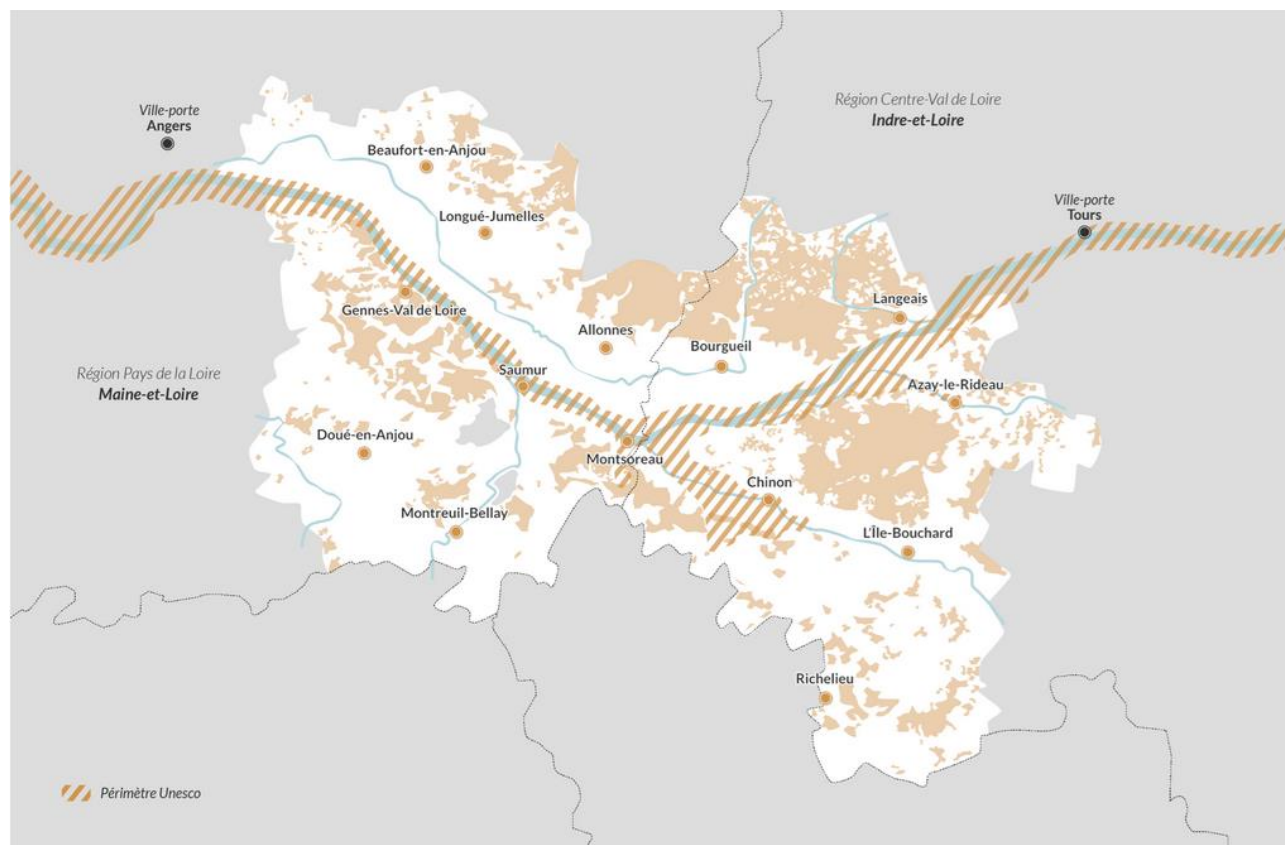 Ville-porte
Angers
Région Centre-Val de Loire
Indre-et-Loire
Beaufort-en-Anjou
Longué-Jumelles
Ville-porte
Tours
Gennes-Val de Loire
Langeais
Allonnes
Bourgueil
Saumur
Région Pays de la Loire
Maine-et-Loire
Azay-le-Rideau
Doué-en-Anjou
Montsoreau
Chinon
Montreuil-Bellay
L'Île-Bouchard
Richelieu
Périmètre Unesco